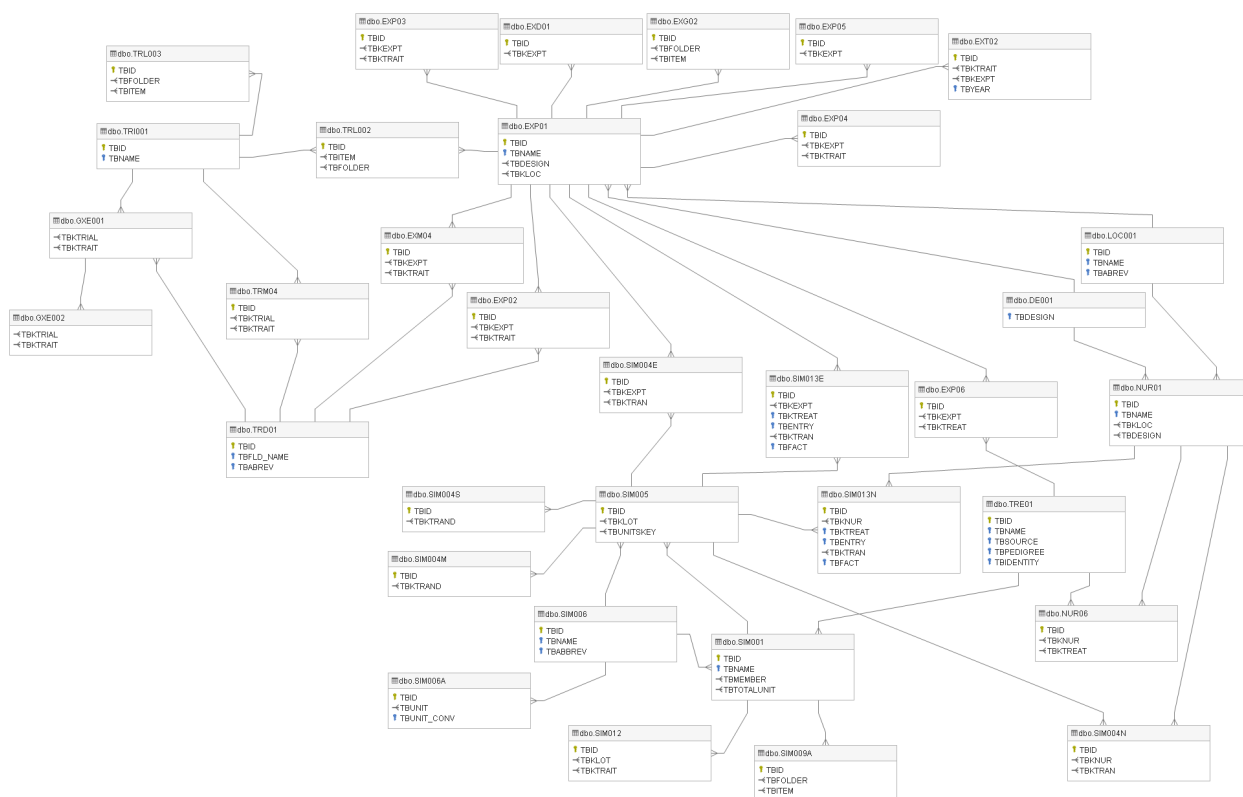 dbo.EXP03
TBID
TBKEXPT
TBKTRAIT
dbo.EXD01
TBID
TBKEXPT
dbo.EXG02
TBID
TBFOLDER
TBITEM
dbo.EXP05
TBID
TBKEXPT
dbo.EXT02
TBID
TBKTRAIT
TBKEXPT
TBYEAR
dbo.TRL003
TBID
TBFOLDER
TBITEM
dbo.TRI001
TBID
TBNAME
dbo.TRL002
TBID
TBITEM
TBFOLDER
dbo.EXP01
TBID
TBNAME
TBDESIGN
TBKLOC
dbo.EXP04
TBID
TBKEXPT
TBKTRAIT
dbo.GXE001
TBKTRIAL
TBKTRAIT
dbo.EXM04
TBID
TBKEXPT
TBKTRAIT
dbo.LOC001
TBID
TBNAME
TBABREV
dbo.TRM04
TBID
TBKTRIAL
TBKTRAIT
dbo.EXP02
TBID
TBKEXPT
TBKTRAIT
dbo.DE001
TBDESIGN
dbo.GXE002
TBKTRIAL
TBKTRAIT
dbo.SIM004E
TBID
TBKEXPT
TBKTRAN
dbo.SIM013E
TBID
TBKEXPT
TBKTREAT
TBENTRY
TBKTRAN
TBFACT
dbo.EXP06
TBID
TBKEXPT
TBKTREAT
dbo.NUR01
TBID
TBNAME
TBKLOC
TBDESIGN
dbo.TRD01
TBID
TBFLD_NAME
TBABREV
dbo.SIM004S
TBID
TBKTRAND
dbo.SIM005
TBID
TBKLOT
TBUNITSKEY
dbo.SIM013N
TBID
TBKNUR
TBKTREAT
TBENTRY
TBKTRAN
TBFACT
dbo.TRE01
TBID
TBNAME
TBSOURCE
TBPEDIGREE
TBIDENTITY
dbo.SIM004M
TBID
TBKTRAND
dbo.SIM006
TBID
TBNAME
TBABBREV
dbo.NUR06
TBID
TBKNUR
TBKTREAT
dbo.SIM001
TBID
TBNAME
TBMEMBER
TBTOTALUNIT
dbo.SIM006A
TBID
TBUNIT
TBUNIT_CONV
dbo.SIM012
TBID
TBKLOT
TBKTRAIT
dbo.SIM009A
TBID
TBFOLDER
TBITEM
dbo.SIM004N
TBID
TBKNUR
TBKTRAN